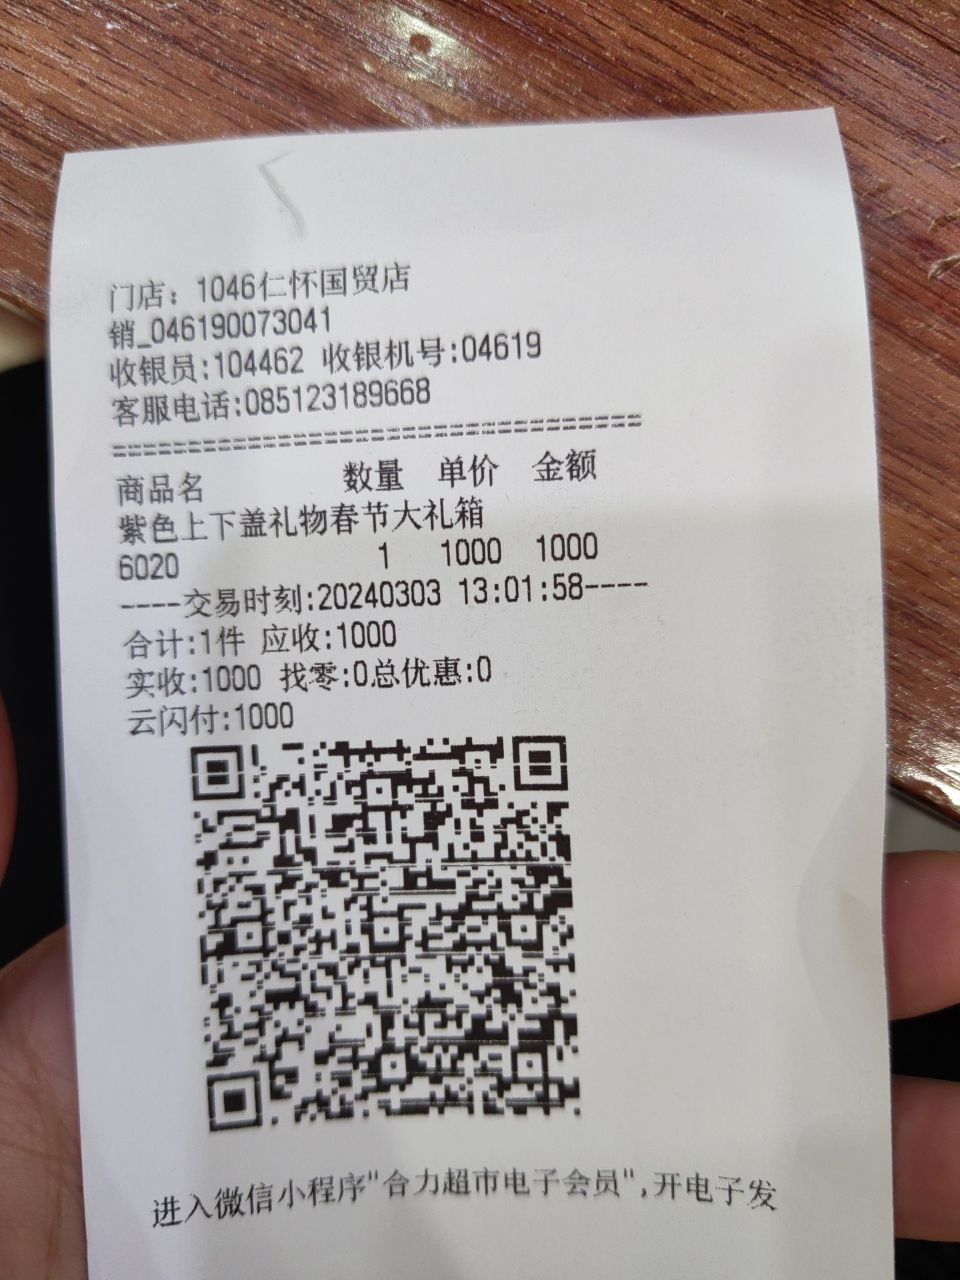 门店：1046仁怀国贸店
销_046190073041
收银员:104462 收银机号:04619
客服电话:085123189668
===================================
商品名 数量 单价 金额
紫色上下盖礼物春节大礼箱
6020 1 1000 1000
----交易时刻:20240303 13:01:58----
合计:1件 应收:1000
实收:1000 找零:0总优惠:0
云闪付:1000
进入微信小程序"合力超市电子会员",开电子发